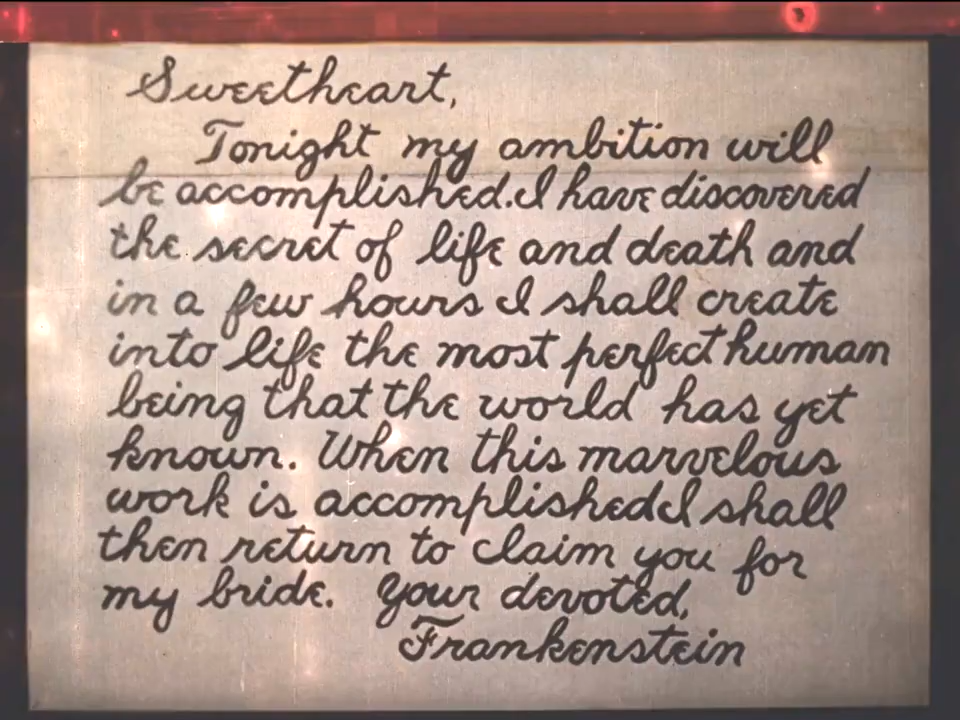 Sweetheart,
Tonight my ambition will
be accomplished. I have discovered
the secret of life and death and
in a few hours I shall create
into life the most perfect human
being that the world has yet
known. When this marvelous
work is accomplished I shall
then return to claim you for
my bride. Your devoted,
Frankenstein